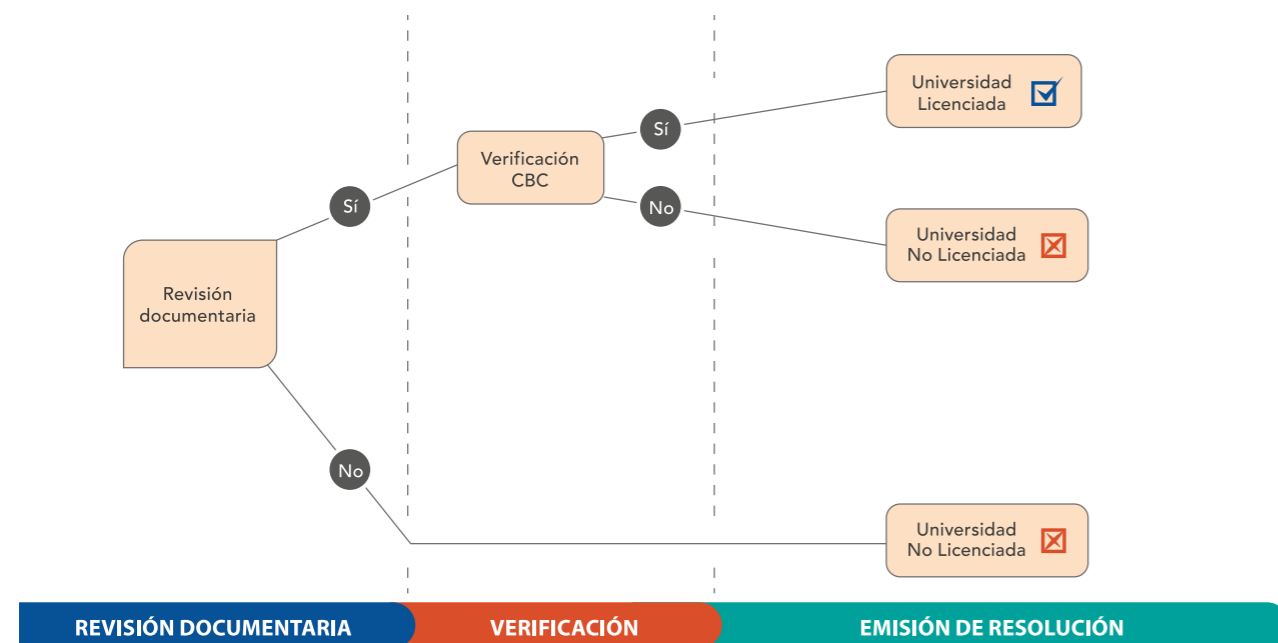 Universidad
Licenciada
Sí
Verificación
CBC
Sí
No
Universidad
No Licenciada
Revisión
documentaria
No
Universidad
No Licenciada
REVISIÓN DOCUMENTARIA
VERIFICACIÓN
EMISIÓN DE RESOLUCIÓN